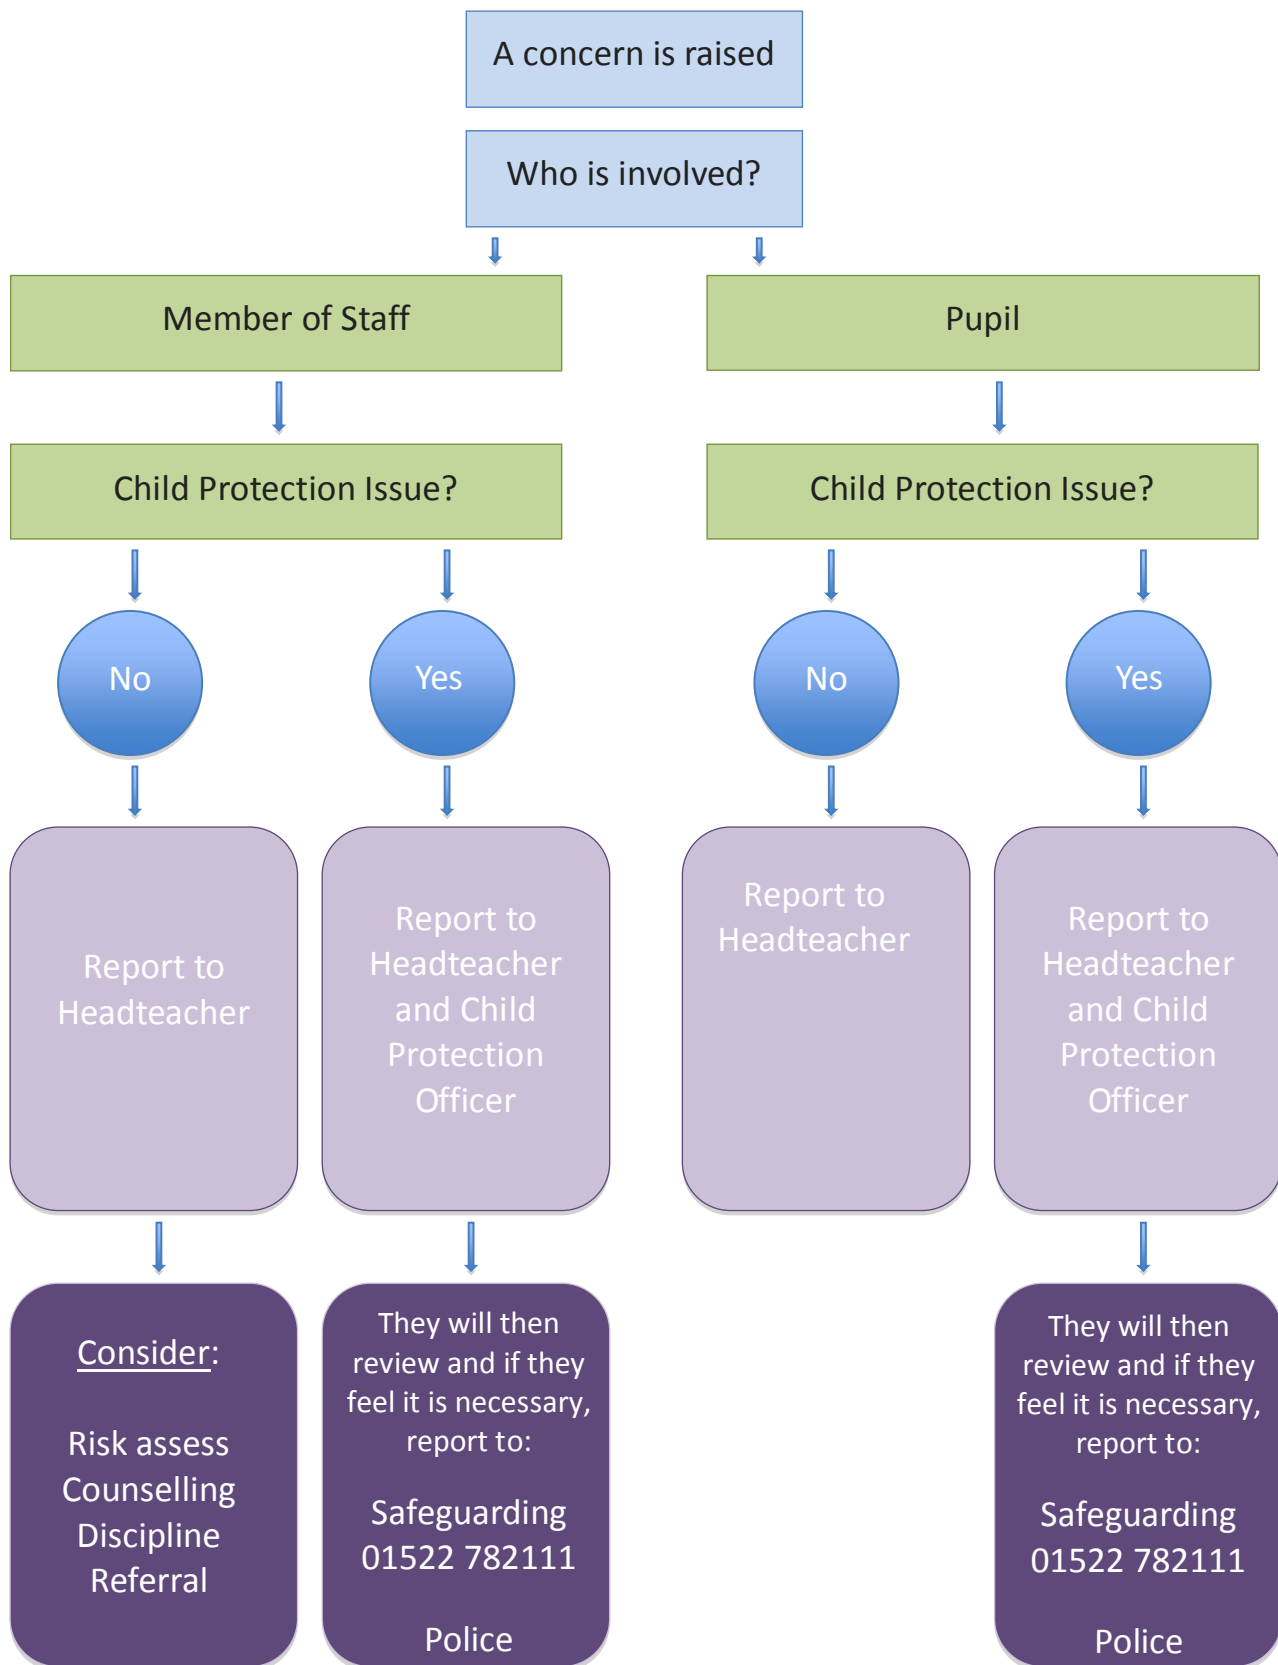 A concern is raised
Who is involved?
Member of Staff
Pupil
Child Protection Issue?
Child Protection Issue?
No
Yes
No
Yes
Report to
Headteacher
Report to
Headteacher
and Child
Protection
Officer
Report to
Headteacher
Report to
Headteacher
and Child
Protection
Officer
Consider:
Risk assess
Counselling
Discipline
Referral
They will then
review and if they
feel it is necessary,
report to:
Safeguarding
01522 782111
Police
They will then
review and if they
feel it is necessary,
report to:
Safeguarding
01522 782111
Police